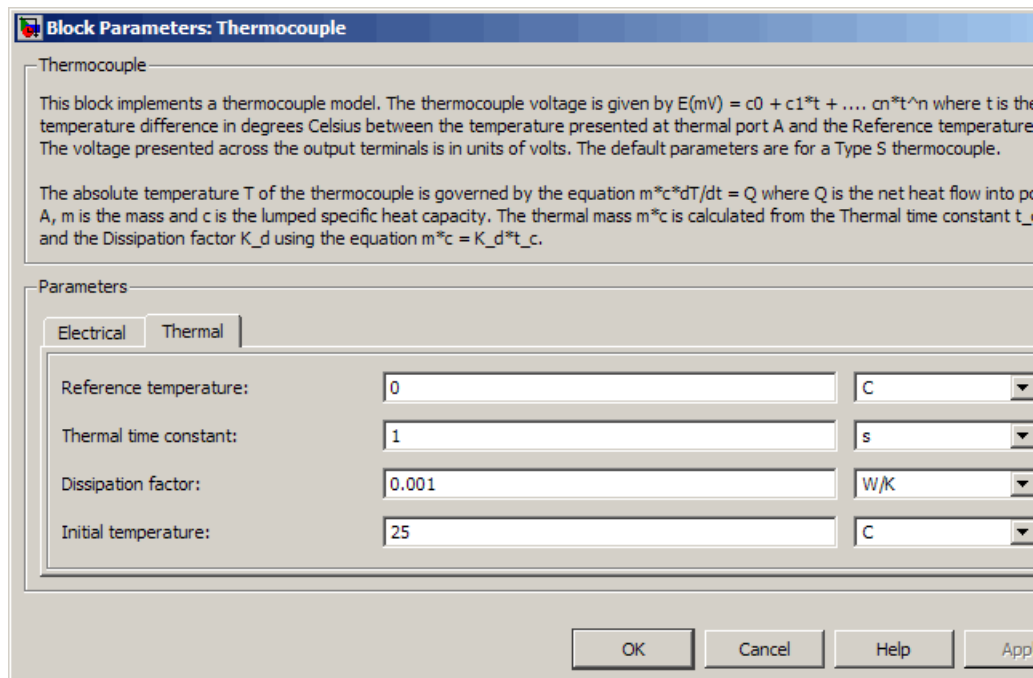 Block Parameters: Thermocouple
Thermocouple
This block implements a thermocouple model. The thermocouple voltage is given by E(mV) = c0 + c1*t + .... cn*t^n where t is the
temperature difference in degrees Celsius between the temperature presented at thermal port A and the Reference temperature
The voltage presented across the output terminals is in units of volts. The default parameters are for a Type S thermocouple.
The absolute temperature T of the thermocouple is governed by the equation m*c*dT/dt = Q where Q is the net heat flow into
A, m is the mass and c is the lumped specific heat capacity. The thermal mass m*c is calculated from the Thermal time constant
and the Dissipation factor K_d using the equation m*c = K_d*t_c.
Parameters
Electrical Thermal
Reference temperature: 0 C
Thermal time constant: 1 s
Dissipation factor: 0.001 W/K
Initial temperature: 25 C
OK Cancel Help